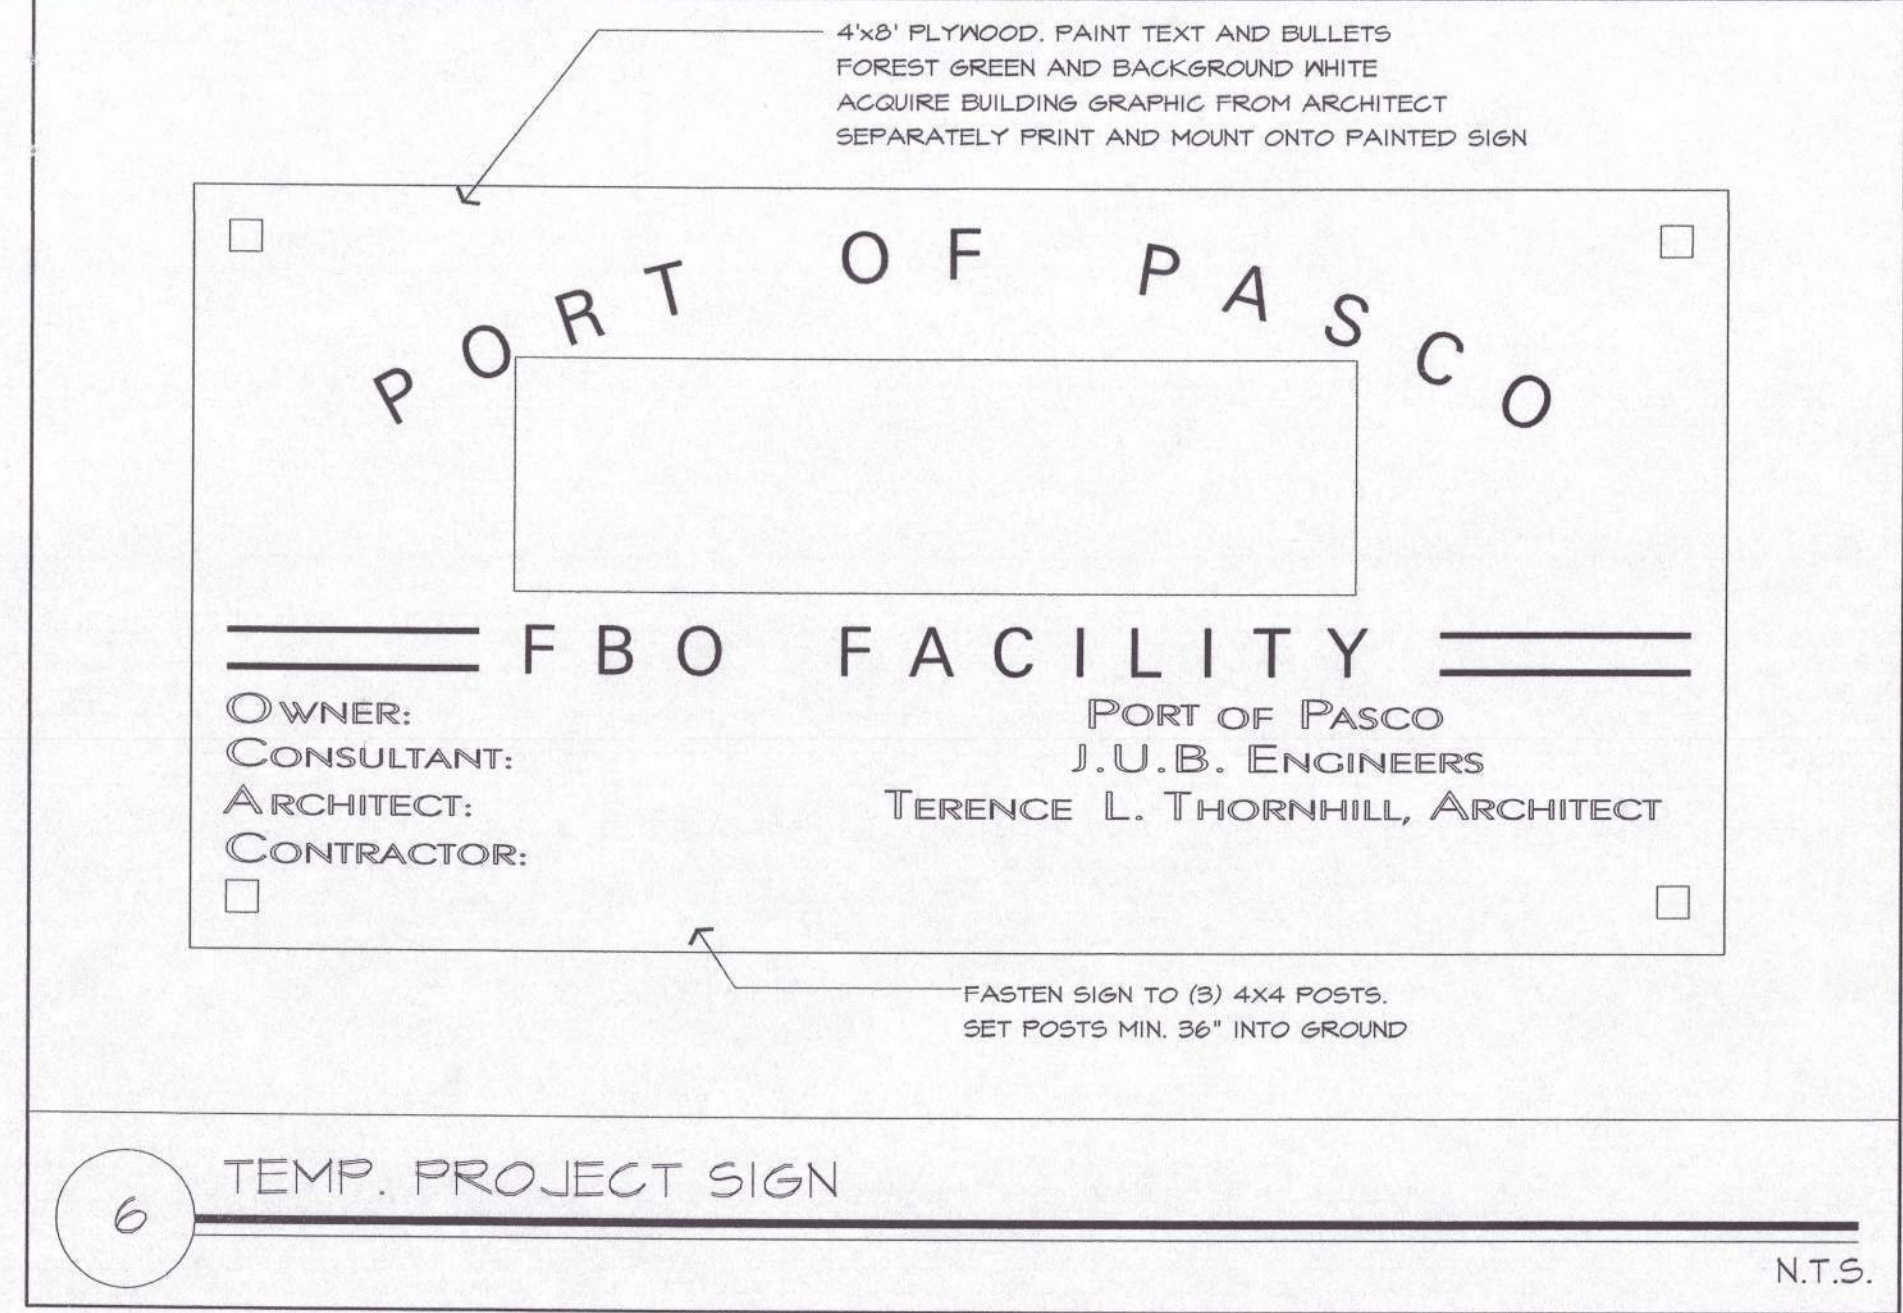 4'x8' PLYWOOD. PAINT TEXT AND BULLETS
FOREST GREEN AND BACKGROUND WHITE
ACQUIRE BUILDING GRAPHIC FROM ARCHITECT
SEPARATELY PRINT AND MOUNT ONTO PAINTED SIGN
PORT OF PASCO
FBO FACILITY
OWNER: PORT OF PASCO
CONSULTANT: J.U.B. ENGINEERS
ARCHITECT: TERENCE L. THORNHILL, ARCHITECT
CONTRACTOR:
FASTEN SIGN TO (3) 4X4 POSTS.
SET POSTS MIN. 36" INTO GROUND
6 TEMP. PROJECT SIGN
N.T.S.